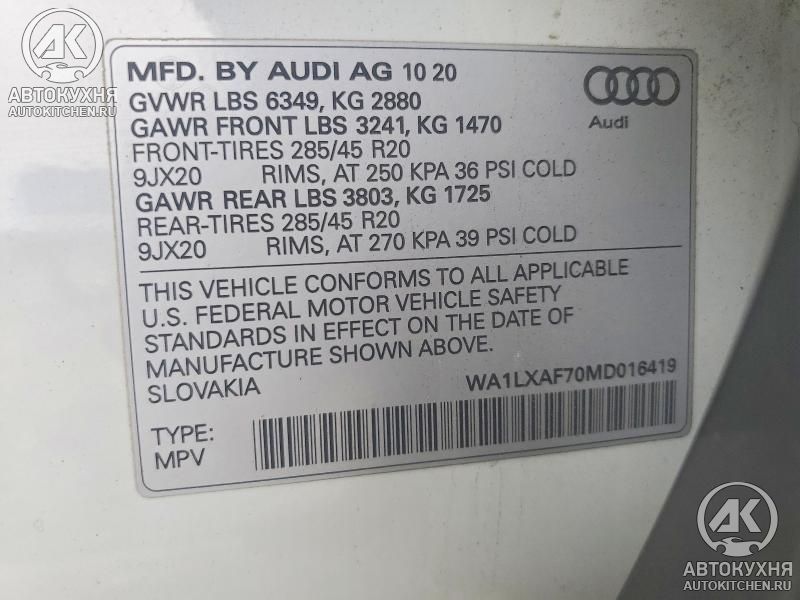 AK
АВТОКУХНЯ
AUTOKITCHEN.RU
MFD. BY AUDI AG 10 20
GVWR LBS 6349, KG 2880
GAWR FRONT LBS 3241, KG 1470
FRONT-TIRES 285/45 R20
9JX20 RIMS, AT 250 KPA 36 PSI COLD
GAWR REAR LBS 3803, KG 1725
REAR-TIRES 285/45 R20
9JX20 RIMS, AT 270 KPA 39 PSI COLD
Audi
THIS VEHICLE CONFORMS TO ALL APPLICABLE
U.S. FEDERAL MOTOR VEHICLE SAFETY
STANDARDS IN EFFECT ON THE DATE OF
MANUFACTURE SHOWN ABOVE.
SLOVAKIA WA1LXAF70MD016419
TYPE:
MPV
AK
АВТОКУХНЯ
AUTOKITCHEN.RU